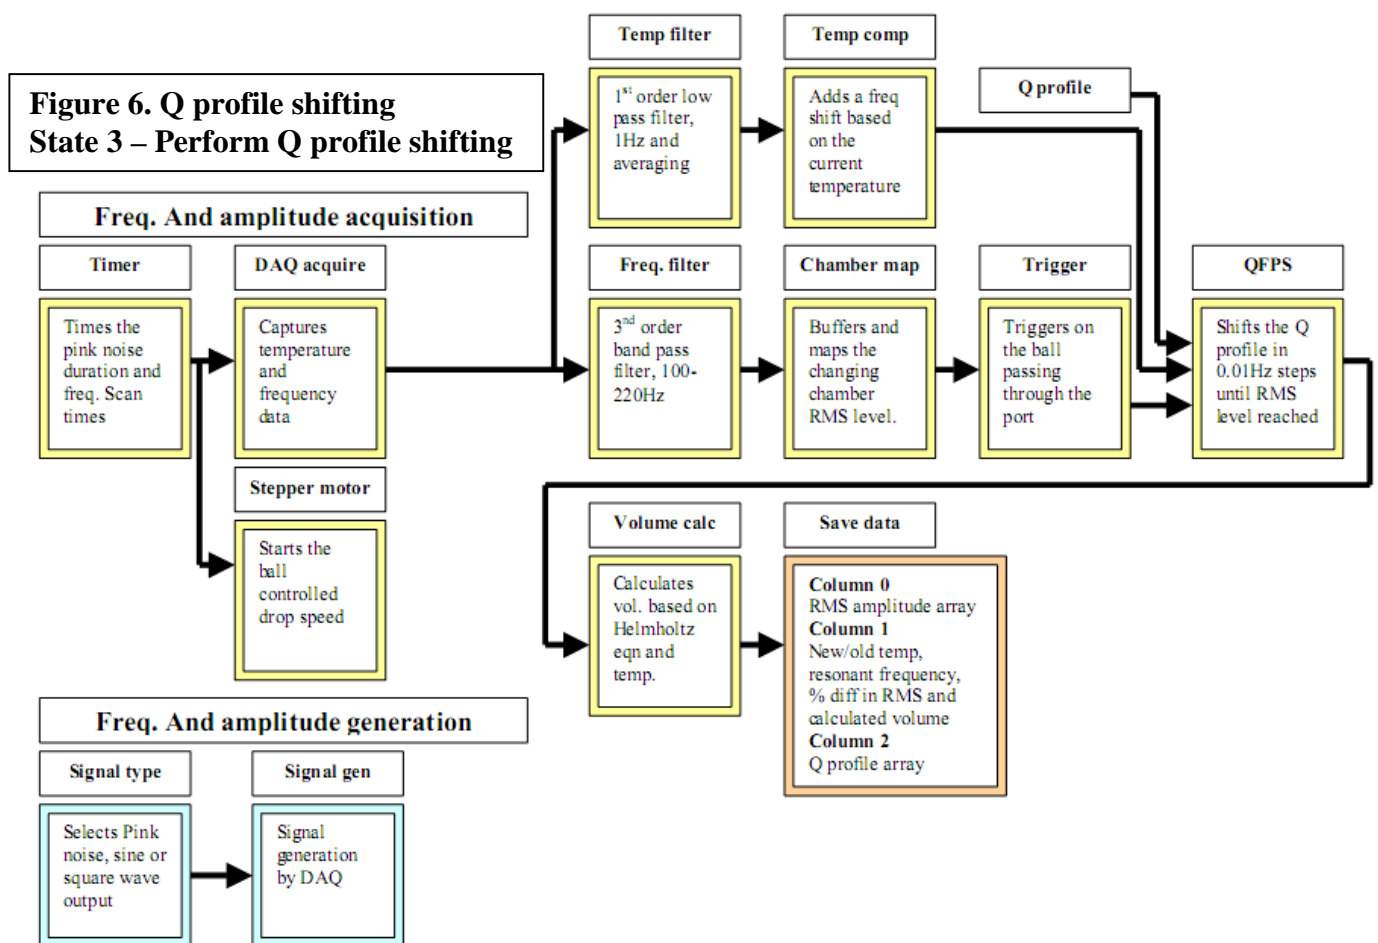 Temp filter
Temp comp
Figure 6. Q profile shifting
State 3 – Perform Q profile shifting
1st order low
pass filter,
1Hz and
averaging
Adds a freq
shift based
on the
current
temperature
Q profile
Freq. And amplitude acquisition
Timer
DAQ acquire
Freq. filter
Chamber map
Trigger
QFPS
Times the
pink noise
duration and
freq. Scan
times
Captures
temperature
and
frequency
data
3nd order
band pass
filter, 100-
220Hz
Buffers and
maps the
changing
chamber
RMS level.
Triggers on
the ball
passing
through the
port
Shifts the Q
profile in
0.01Hz steps
until RMS
level reached
Stepper motor
Starts the
ball
controlled
drop speed
Volume calc
Save data
Calculates
vol. based on
Helmholtz
eqn and
temp.
Column 0
RMS amplitude array
Column 1
New/old temp,
resonant frequency,
% diff in RMS and
calculated volume
Column 2
Q profile array
Freq. And amplitude generation
Signal type
Signal gen
Selects Pink
noise, sine or
square wave
output
Signal
generation
by DAQ